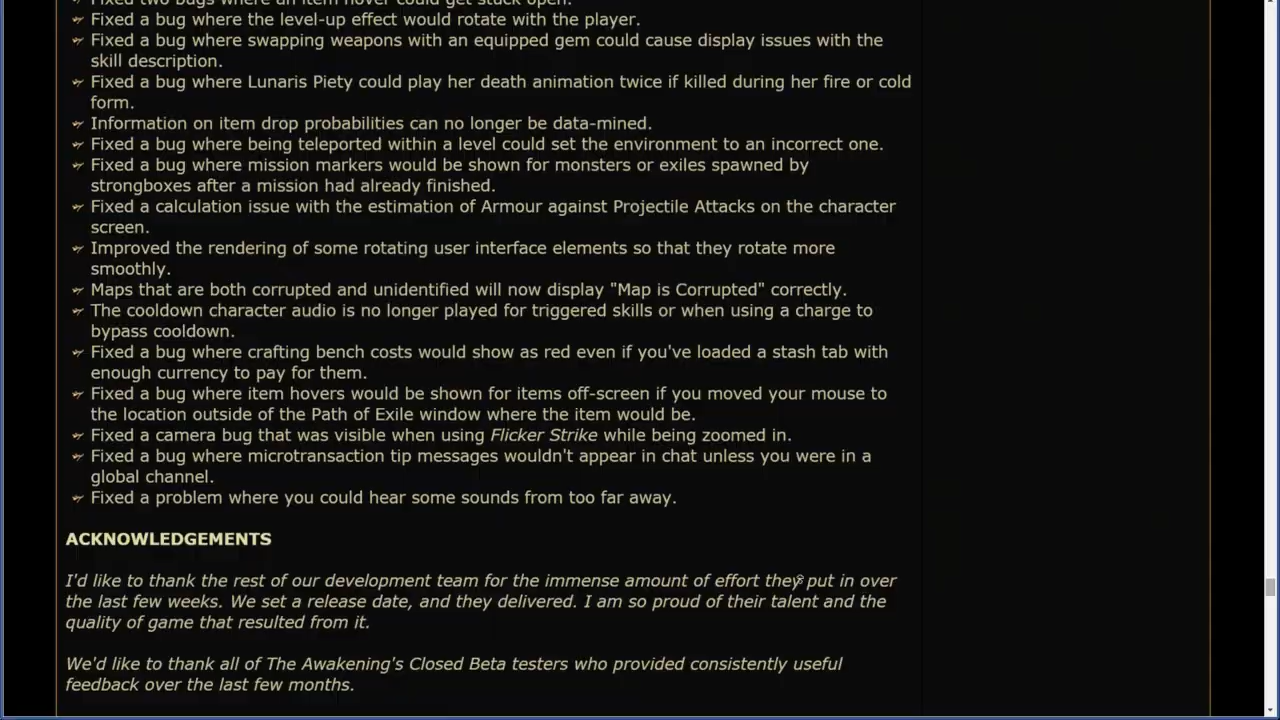 Fixed two bugs where an item hover could get stuck open.
Fixed a bug where the level-up effect would rotate with the player.
Fixed a bug where swapping weapons with an equipped gem could cause display issues with the
skill description.
Fixed a bug where Lunaris Piety could play her death animation twice if killed during her fire or cold
form.
Information on item drop probabilities can no longer be data-mined.
Fixed a bug where being teleported within a level could set the environment to an incorrect one.
Fixed a bug where mission markers would be shown for monsters or exiles spawned by
strongboxes after a mission had already finished.
Fixed a calculation issue with the estimation of Armour against Projectile Attacks on the character
screen.
Improved the rendering of some rotating user interface elements so that they rotate more
smoothly.
Maps that are both corrupted and unidentified will now display "Map is Corrupted" correctly.
The cooldown character audio is no longer played for triggered skills or when using a charge to
bypass cooldown.
Fixed a bug where crafting bench costs would show as red even if you've loaded a stash tab with
enough currency to pay for them.
Fixed a bug where item hovers would be shown for items off-screen if you moved your mouse to
the location outside of the Path of Exile window where the item would be.
Fixed a camera bug that was visible when using Flicker Strike while being zoomed in.
Fixed a bug where microtransaction tip messages wouldn't appear in chat unless you were in a
global channel.
Fixed a problem where you could hear some sounds from too far away.
ACKNOWLEDGEMENTS
I'd like to thank the rest of our development team for the immense amount of effort they put in over
the last few weeks. We set a release date, and they delivered. I am so proud of their talent and the
quality of game that resulted from it.
We'd like to thank all of The Awakening's Closed Beta testers who provided consistently useful
feedback over the last few months.